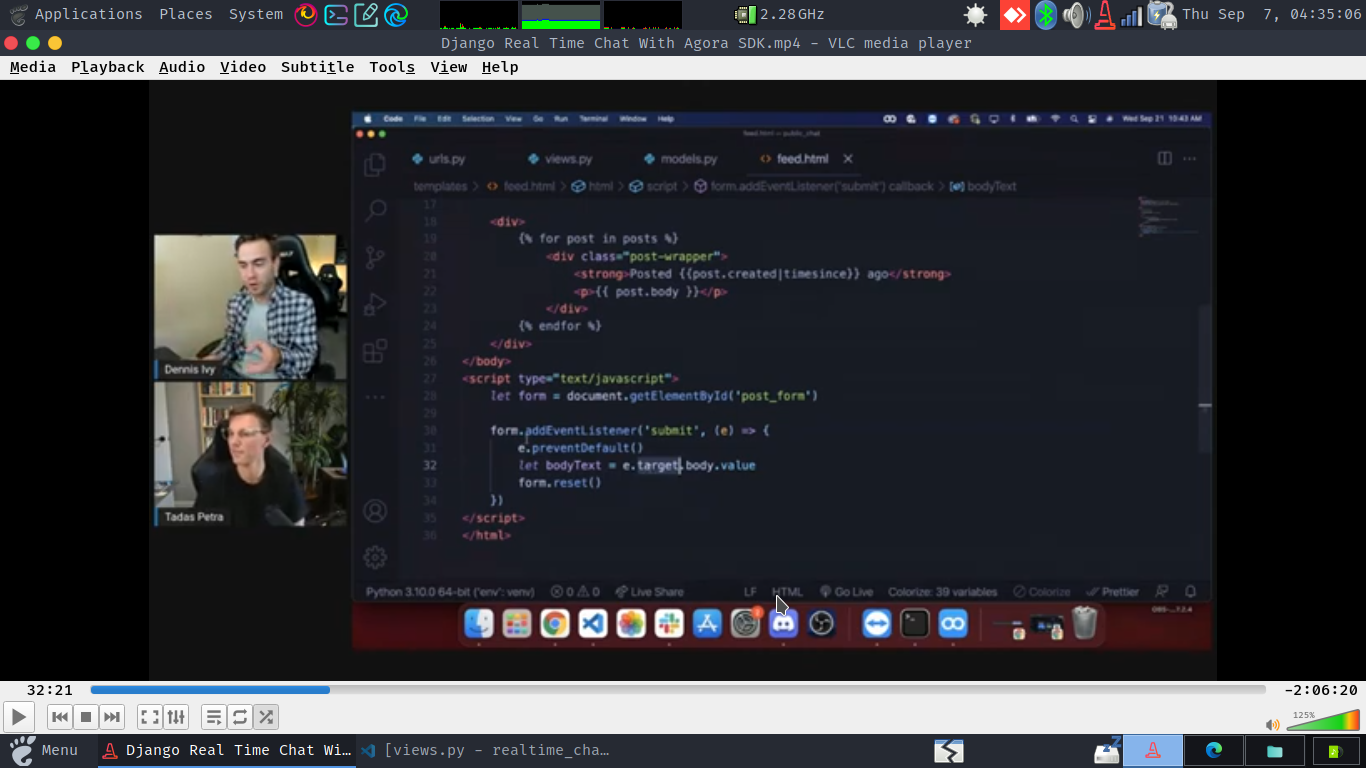 Applications Places System 2.28GHz Thu Sep 7, 04:35:06
Django Real Time Chat With Agora SDK.mp4 - VLC media player
Media Playback Audio Video Subtitle Tools View Help
Code File Edit Selection View Go Run Terminal Window Help Wed Sep 21 10:43 AM
feed.html — public_chat
urls.py views.py models.py feed.html
templates > feed.html > html > script > form.addEventListener('submit') callback > bodyText
17
18 <div>
19 {% for post in posts %}
20 <div class="post-wrapper">
21 <strong>Posted {{post.created|timesince}} ago</strong>
22 <p>{{ post.body }}</p>
23 </div>
24 {% endfor %}
25 </div>
26 </body>
27 <script type="text/javascript">
28 let form = document.getElementById('post_form')
29
30 form.addEventListener('submit', (e) => {
31 e.preventDefault()
32 let bodyText = e.target.body.value
33 form.reset()
34 })
35 </script>
36 </html>
Dennis Ivy
Tadas Petra
Python 3.10.0 64-bit ('env': venv) 0 0 Live Share LF HTML Go Live Colorize: 39 variables Colorize Prettier
32:21 -2:06:20
125%
Menu Django Real Time Chat Wi… [views.py - realtime_cha…